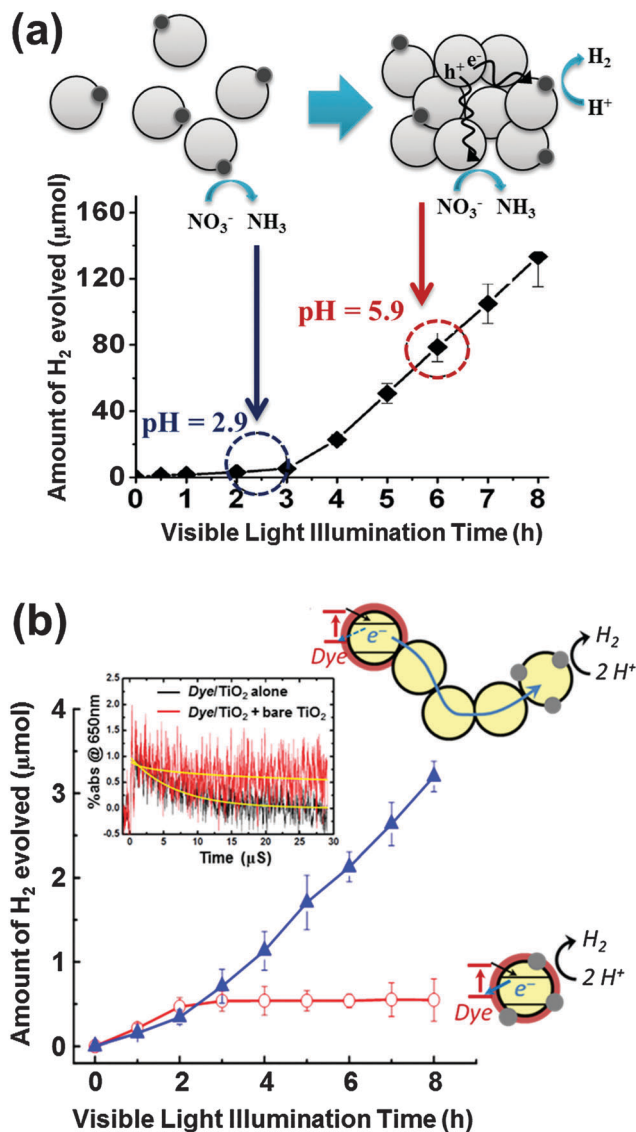 (a)
h⁺ e⁻
H₂
H⁺
NO₃⁻ NH₃
NO₃⁻ NH₃
Amount of H₂ evolved (μmol)
160
120
80
40
0
pH = 2.9
pH = 5.9
0 1 2 3 4 5 6 7 8
Visible Light Illumination Time (h)
(b)
Dye
e⁻
H₂
2 H⁺
Amount of H₂ evolved (μmol)
4
3
2
1
0
%abs @ 650nm
2.5
2.0
1.5
1.0
0.5
0.0
-0.5
Dye/TiO₂ alone
Dye/TiO₂ + bare TiO₂
0 5 10 15 20 25 30
Time (μS)
Dye
e⁻
H₂
2 H⁺
0 2 4 6 8
Visible Light Illumination Time (h)